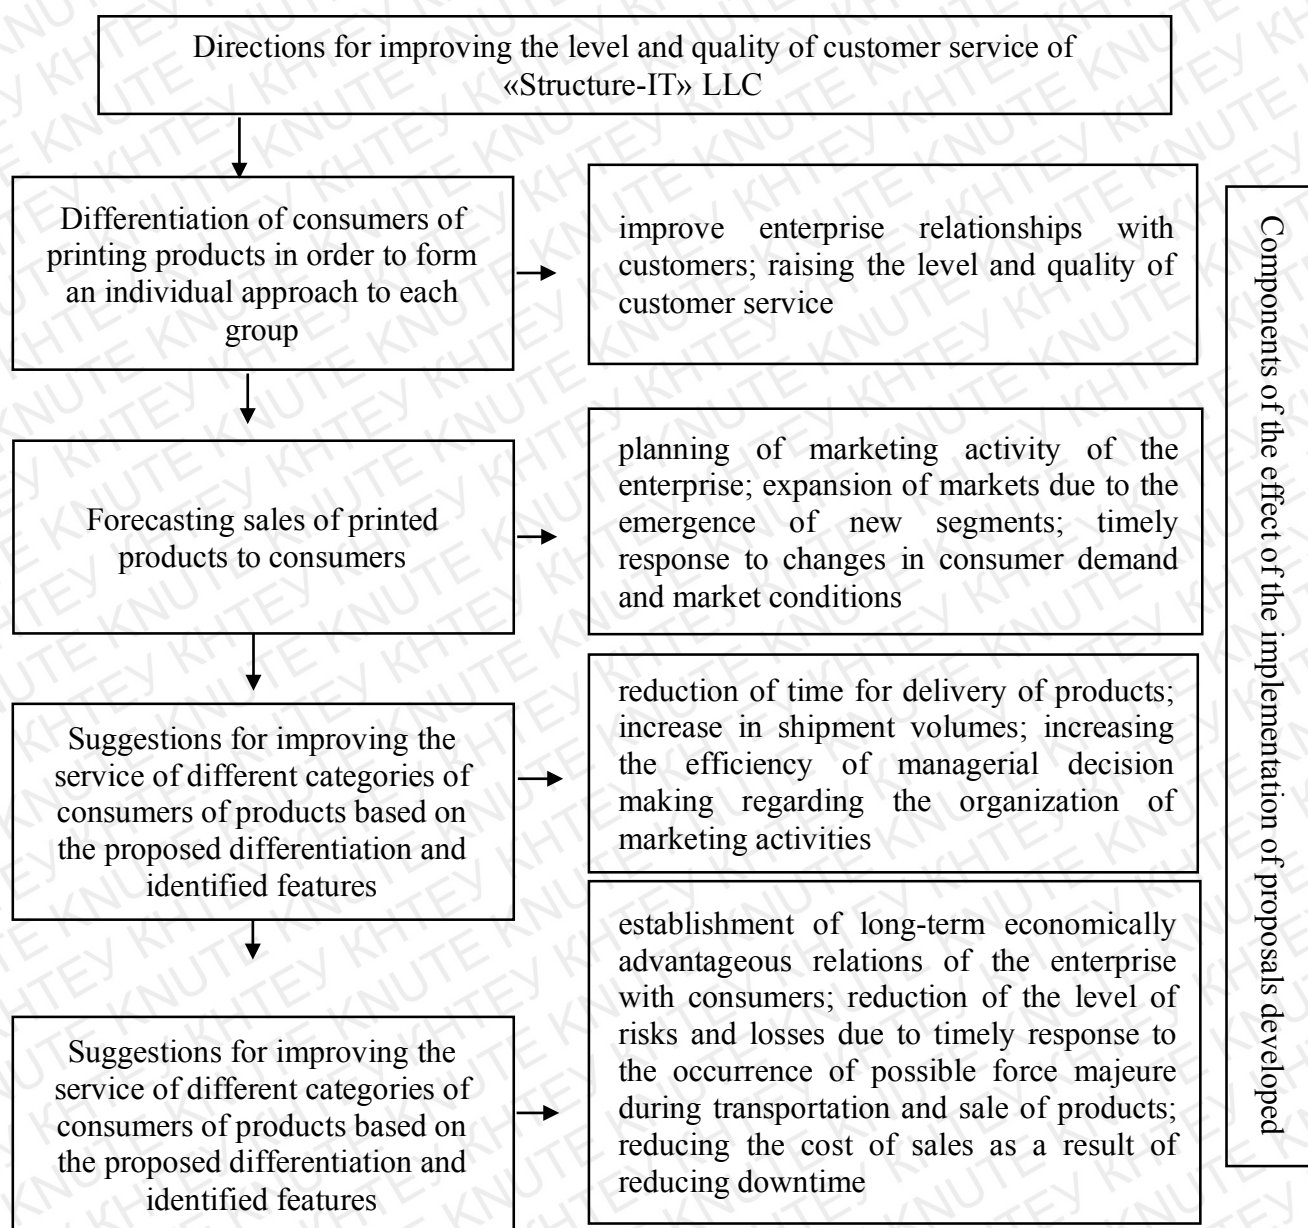 Directions for improving the level and quality of customer service of
«Structure-IT» LLC
Differentiation of consumers of
printing products in order to form
an individual approach to each
group
improve enterprise relationships with
customers; raising the level and quality of
customer service
Forecasting sales of printed
products to consumers
planning of marketing activity of the
enterprise; expansion of markets due to the
emergence of new segments; timely
response to changes in consumer demand
and market conditions
Suggestions for improving the
service of different categories of
consumers of products based on
the proposed differentiation and
identified features
reduction of time for delivery of products;
increase in shipment volumes; increasing
the efficiency of managerial decision
making regarding the organization of
marketing activities
Suggestions for improving the
service of different categories of
consumers of products based on
the proposed differentiation and
identified features
establishment of long-term economically
advantageous relations of the enterprise
with consumers; reduction of the level of
risks and losses due to timely response to
the occurrence of possible force majeure
during transportation and sale of products;
reducing the cost of sales as a result of
reducing downtime
Components of the effect of the implementation of proposals developed